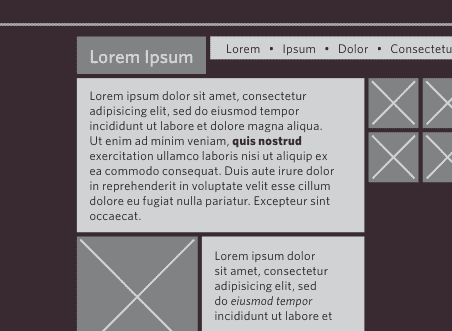 Lorem Ipsum
Lorem • Ipsum • Dolor •
Lorem ipsum dolor sit amet, consectetur
adipisicing elit, sed do eiusmod tempor
incididunt ut labore et dolore magna aliqua.
Ut enim ad minim veniam, quis nostrud
exercitation ullamco laboris nisi ut aliquip ex
ea commodo consequat. Duis aute irure dolor
in reprehenderit in voluptate velit esse cillum
dolore eu fugiat nulla pariatur. Excepteur sint
occaecat.
Lorem ipsum dolor
sit amet, consectetur
adipisicing elit, sed
do eiusmod tempor
incididunt ut labore et